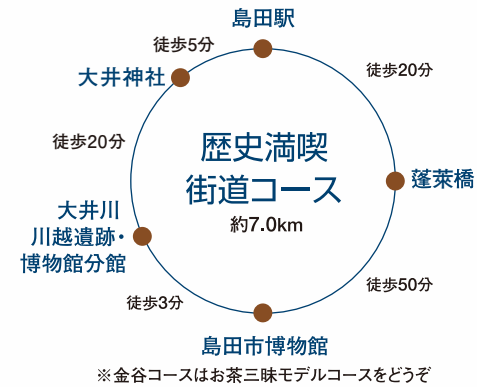 島田駅
徒歩5分
大井神社
徒歩20分
徒歩20分
歴史満喫
街道コース
約7.0km
蓬萊橋
大井川
川越遺跡・
博物館分館
徒歩50分
徒歩3分
島田市博物館
※金谷コースはお茶三昧モデルコースをどうぞ